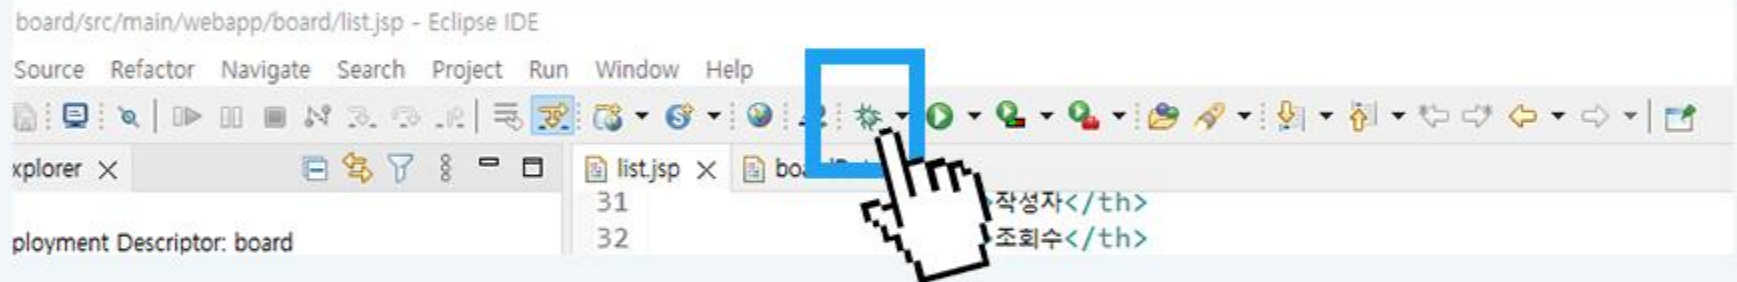 board/src/main/webapp/board/list.jsp - Eclipse IDE
Source Refactor Navigate Search Project Run Window Help
xplorer list.jsp
31 작성자</th>
ployment Descriptor: board 32 조회수</th>